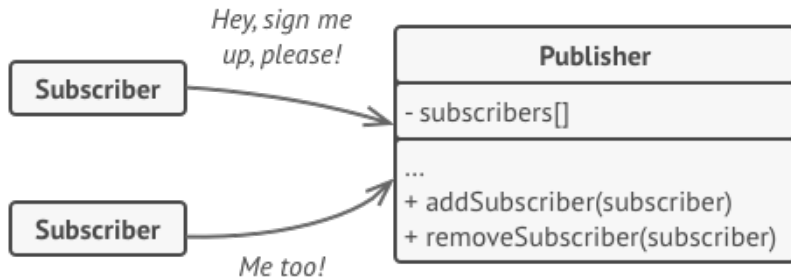 Hey, sign me
up, please!
Publisher
Subscriber
- subscribers[]
...
+ addSubscriber(subscriber)
Subscriber
+ removeSubscriber(subscriber)
Me too!